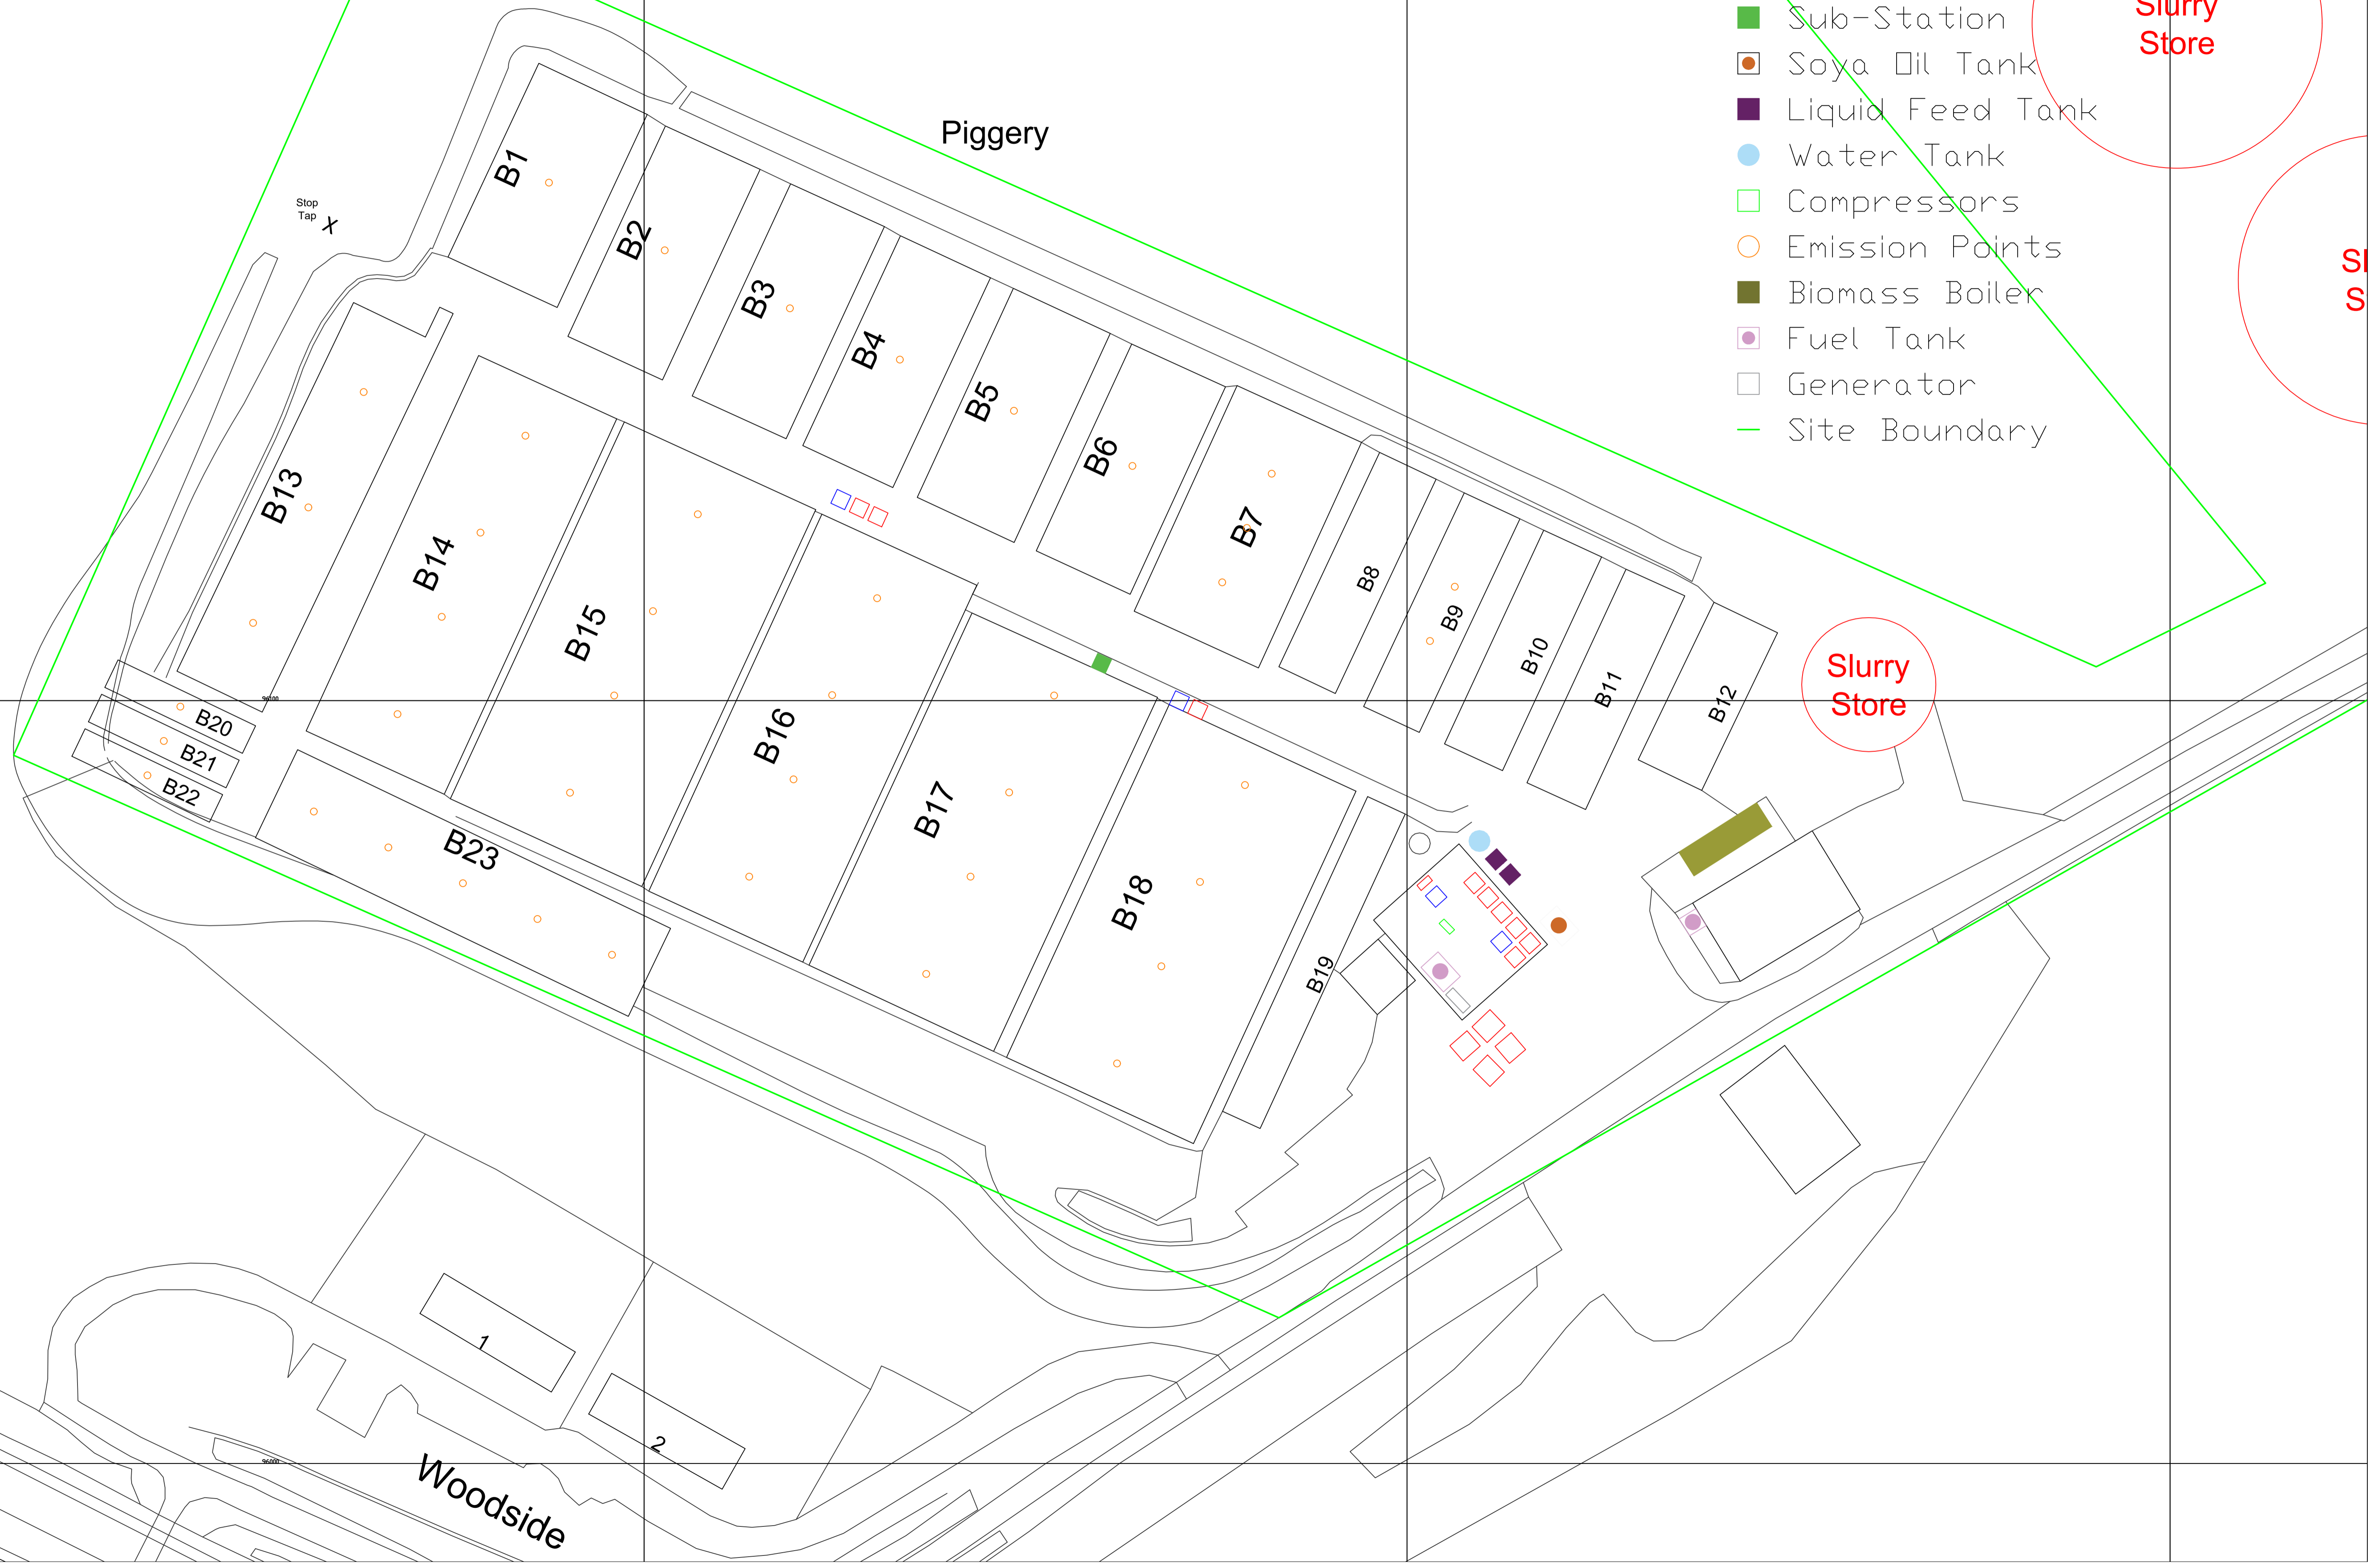 Slurry
Store
Sub-Station
Soya Oil Tank
Liquid Feed Tank
Water Tank
Compressors
Emission Points
Biomass Boiler
Fuel Tank
Generator
Site Boundary
Piggery
Stop
Tap
X
B1
B2
B3
B4
B5
B6
B7
B8
B9
B10
B11
B12
B13
B14
B15
B16
B17
B18
B19
B20
B21
B22
B23
Slurry
Store
96100
1
2
96000
Woodside